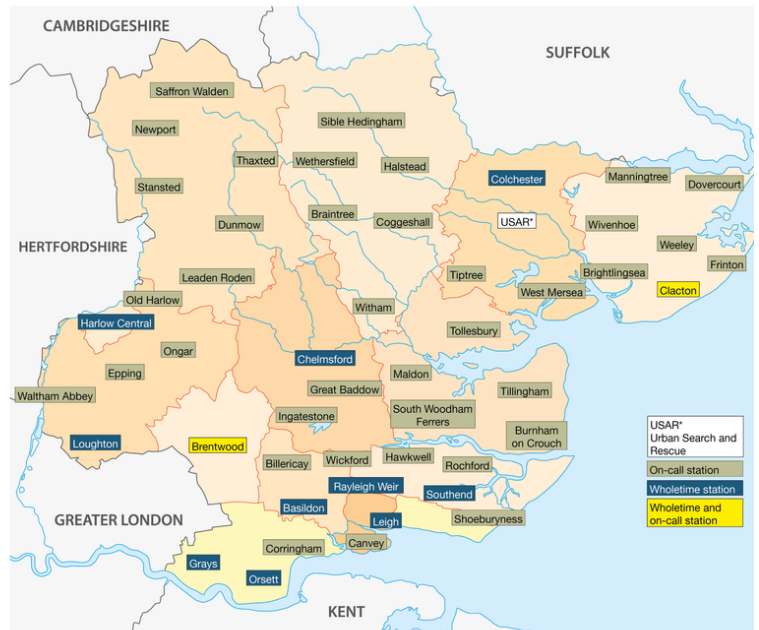 CAMBRIDGESHIRE
SUFFOLK
Saffron Walden
Sible Hedingham
Newport
Thaxted
Wethersfield
Halstead
Manningtree
Colchester
Dovercourt
Stansted
Braintree
Coggeshall
USAR*
Wivenhoe
Dunmow
HERTFORDSHIRE
Weeley
Frinton
Leaden Roden
Tiptree
Brightlingsea
Clacton
West Mersea
Old Harlow
Witham
Harlow Central
Tollesbury
Ongar
Chelmsford
Epping
Maldon
Great Baddow
Tillingham
Waltham Abbey
South Woodham
Ferrers
Ingatestone
Burnham
on Crouch
Loughton
Brentwood
Billericay
Wickford
Hawkwell
Rochford
Rayleigh Weir
Southend
Basildon
GREATER LONDON
Leigh
Shoeburyness
Corringham
Canvey
Grays
Orsett
KENT
USAR*
Urban Search and
Rescue
On-call station
Wholetime station
Wholetime and
on-call station